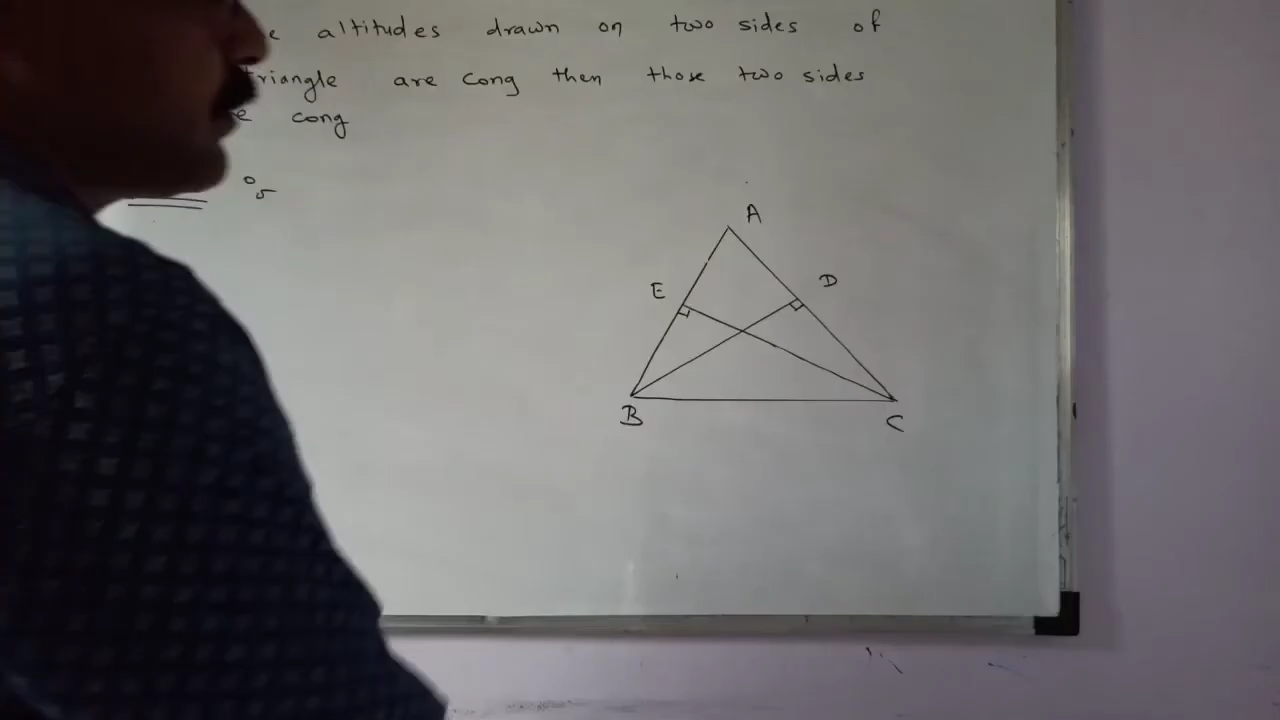 altitudes drawn on two sides of
triangle are cong then those two sides
cong
A
E
D
B
C